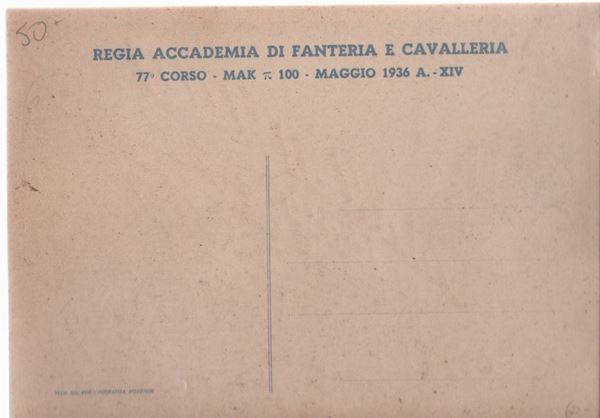 50-
REGIA ACCADEMIA DI FANTERIA E CAVALLERIA
77° CORSO - MAK π 100 - MAGGIO 1936 A. - XIV